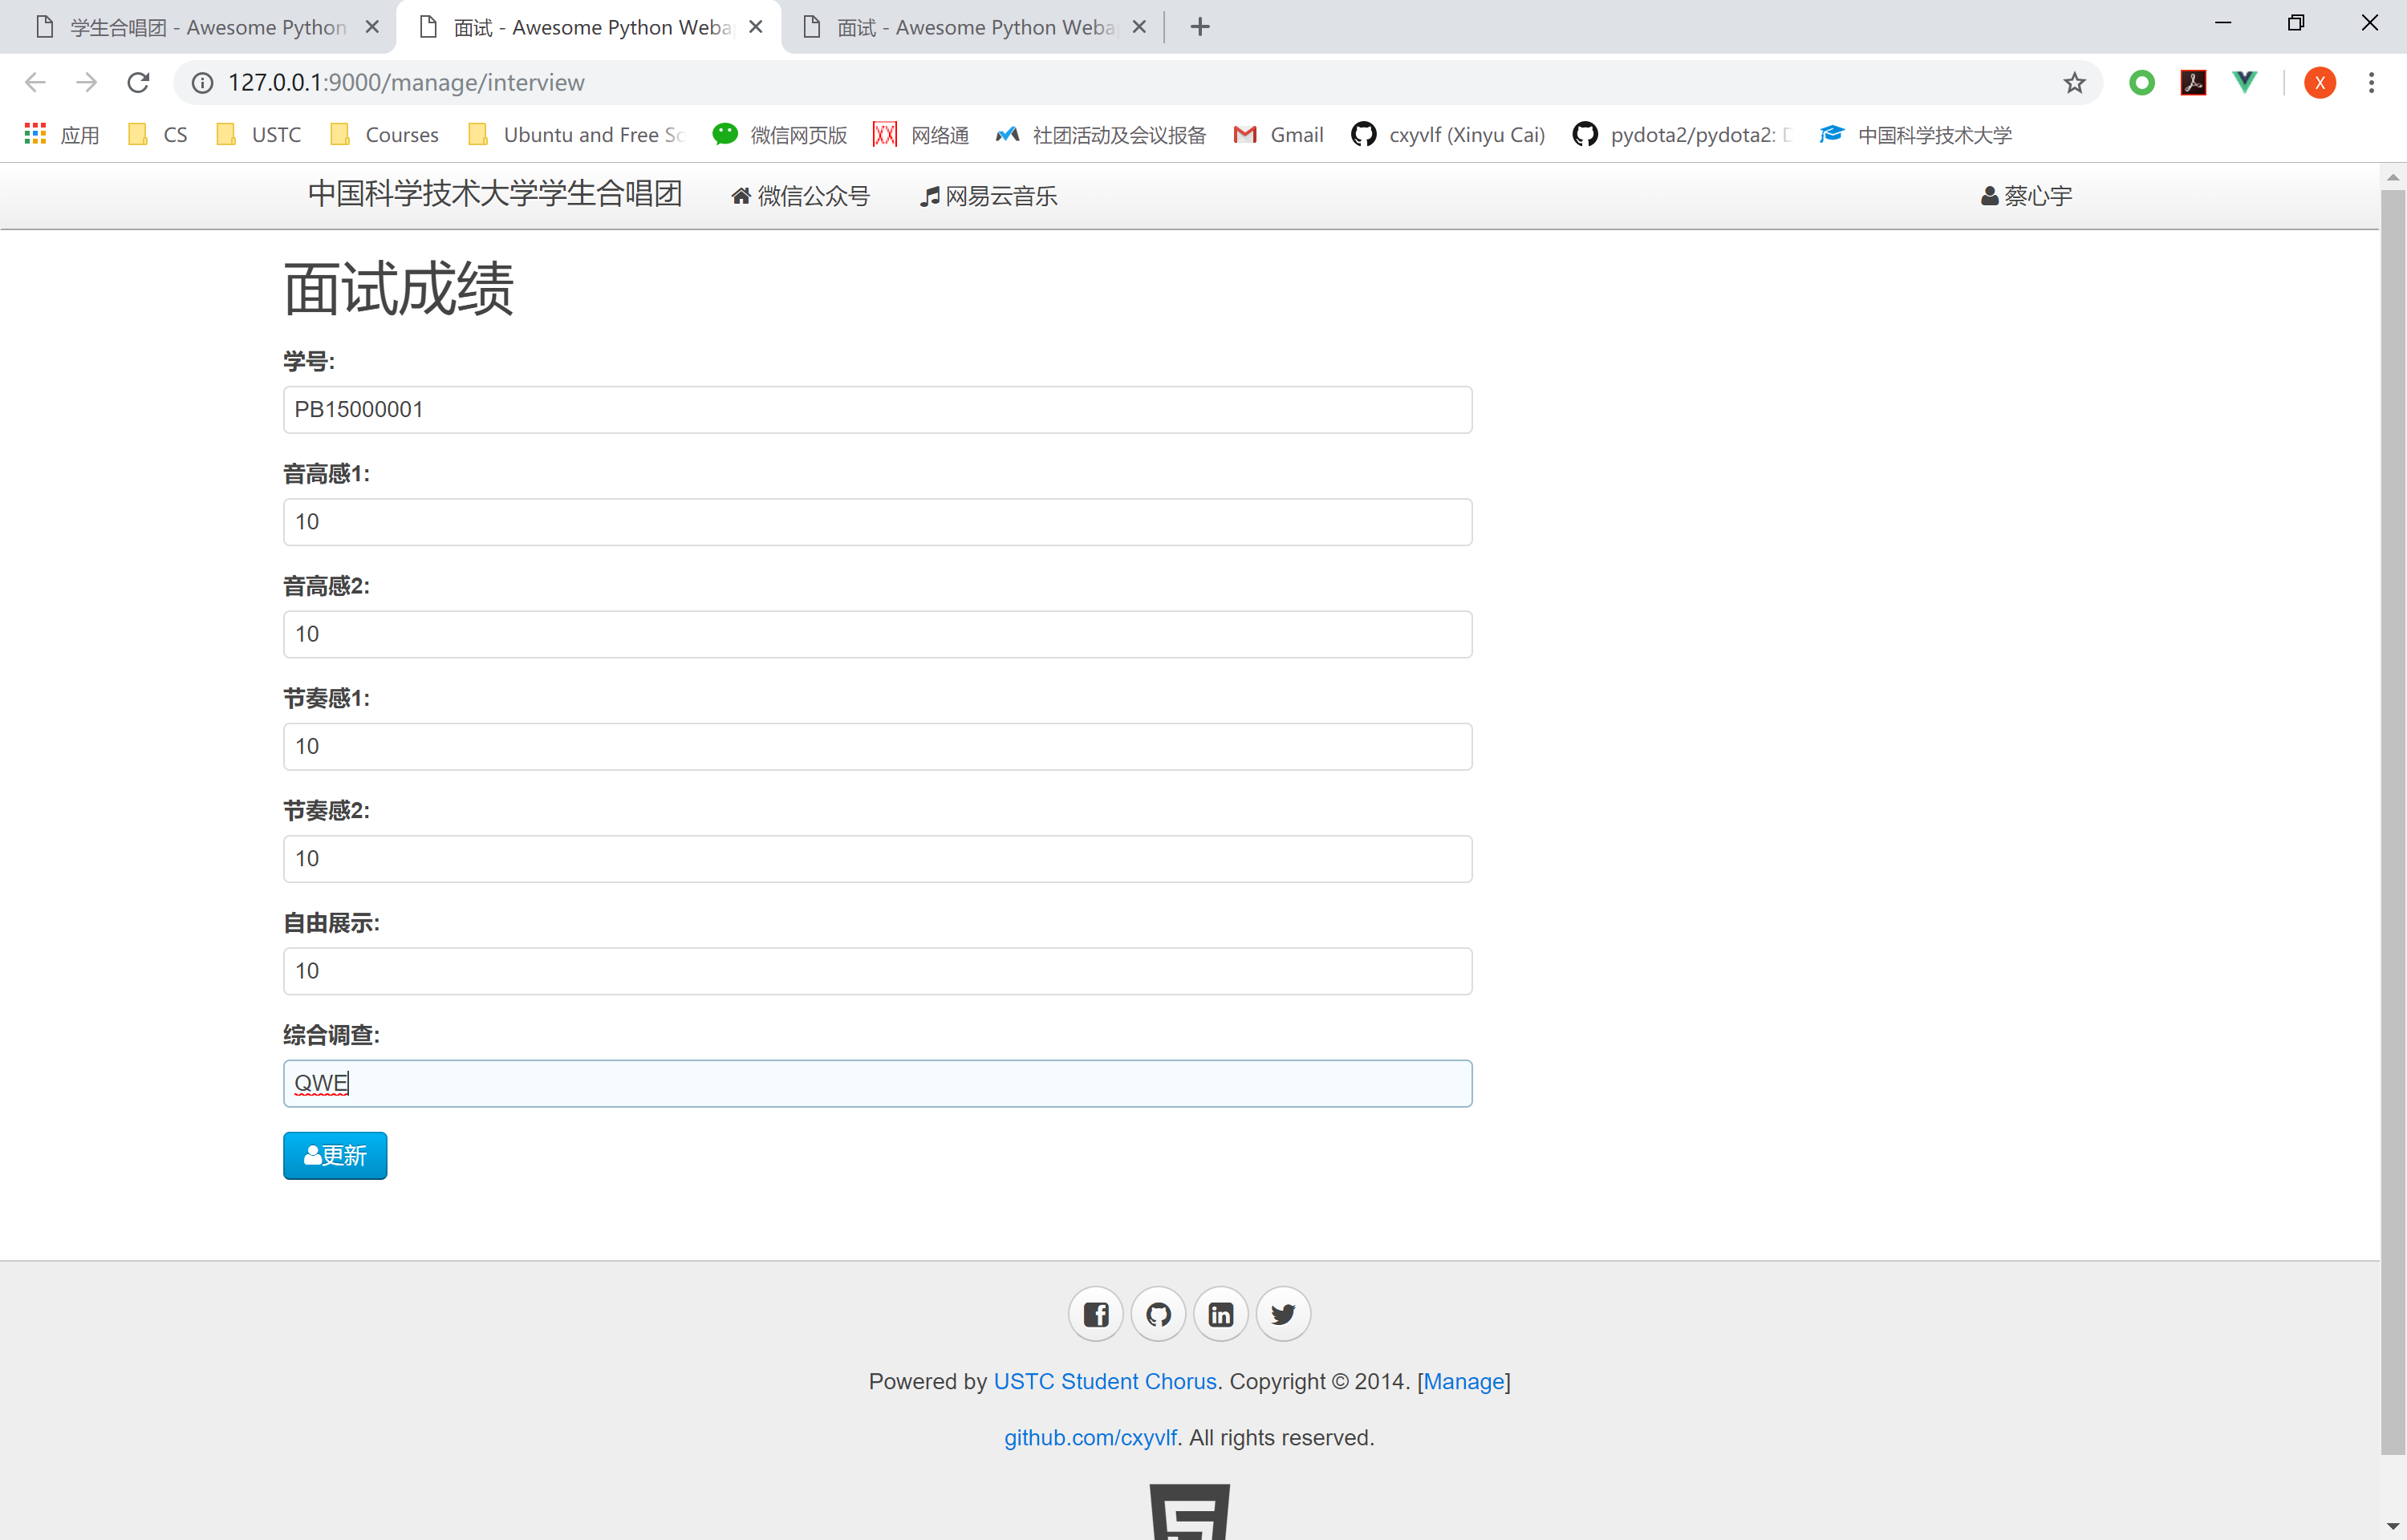 学生合唱团 - Awesome Python
面试 - Awesome Python Weba
面试 - Awesome Python Weba
127.0.0.1:9000/manage/interview
X
应用 CS USTC Courses Ubuntu and Free So 微信网页版 网络通 社团活动及会议报备 Gmail cxyvlf (Xinyu Cai) pydota2/pydota2: D 中国科学技术大学
中国科学技术大学学生合唱团 微信公众号 网易云音乐 蔡心宇
面试成绩
学号:
PB15000001
音高感1:
10
音高感2:
10
节奏感1:
10
节奏感2:
10
自由展示:
10
综合调查:
QWE
更新
Powered by USTC Student Chorus. Copyright © 2014. [Manage]
github.com/cxyvlf. All rights reserved.